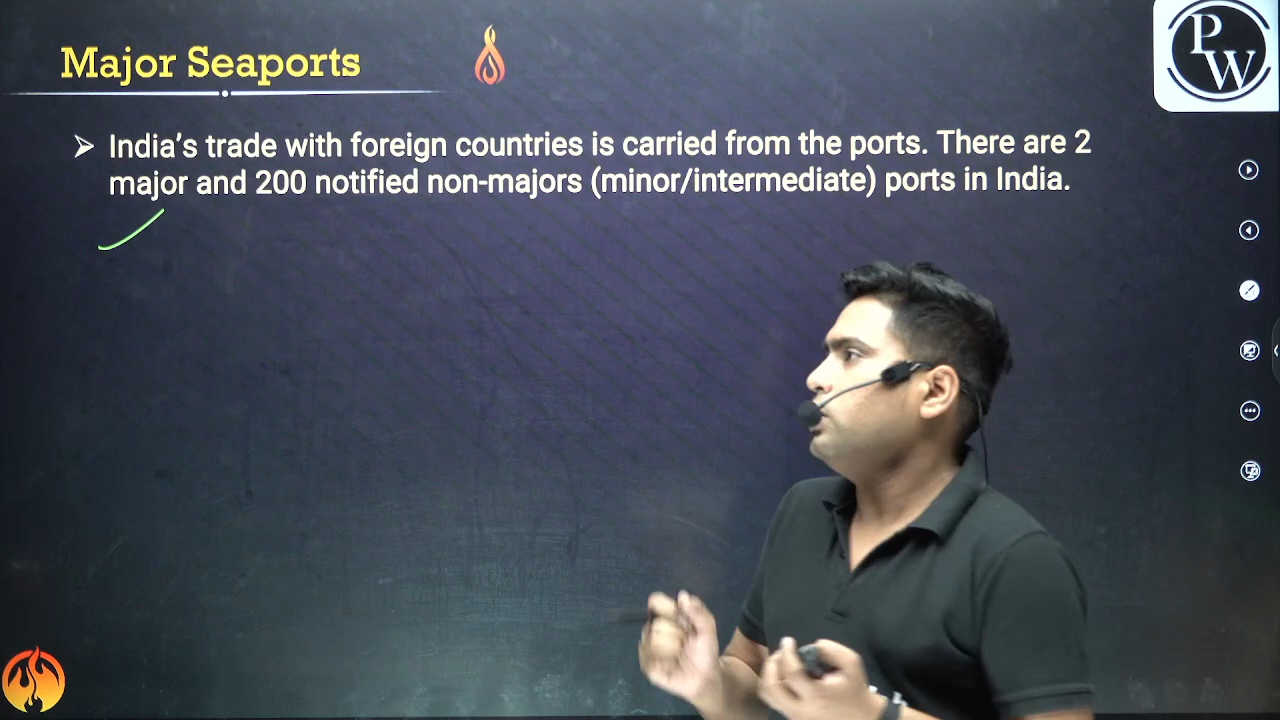 Major Seaports
PW
India's trade with foreign countries is carried from the ports. There are 2
major and 200 notified non-majors (minor/intermediate) ports in India.